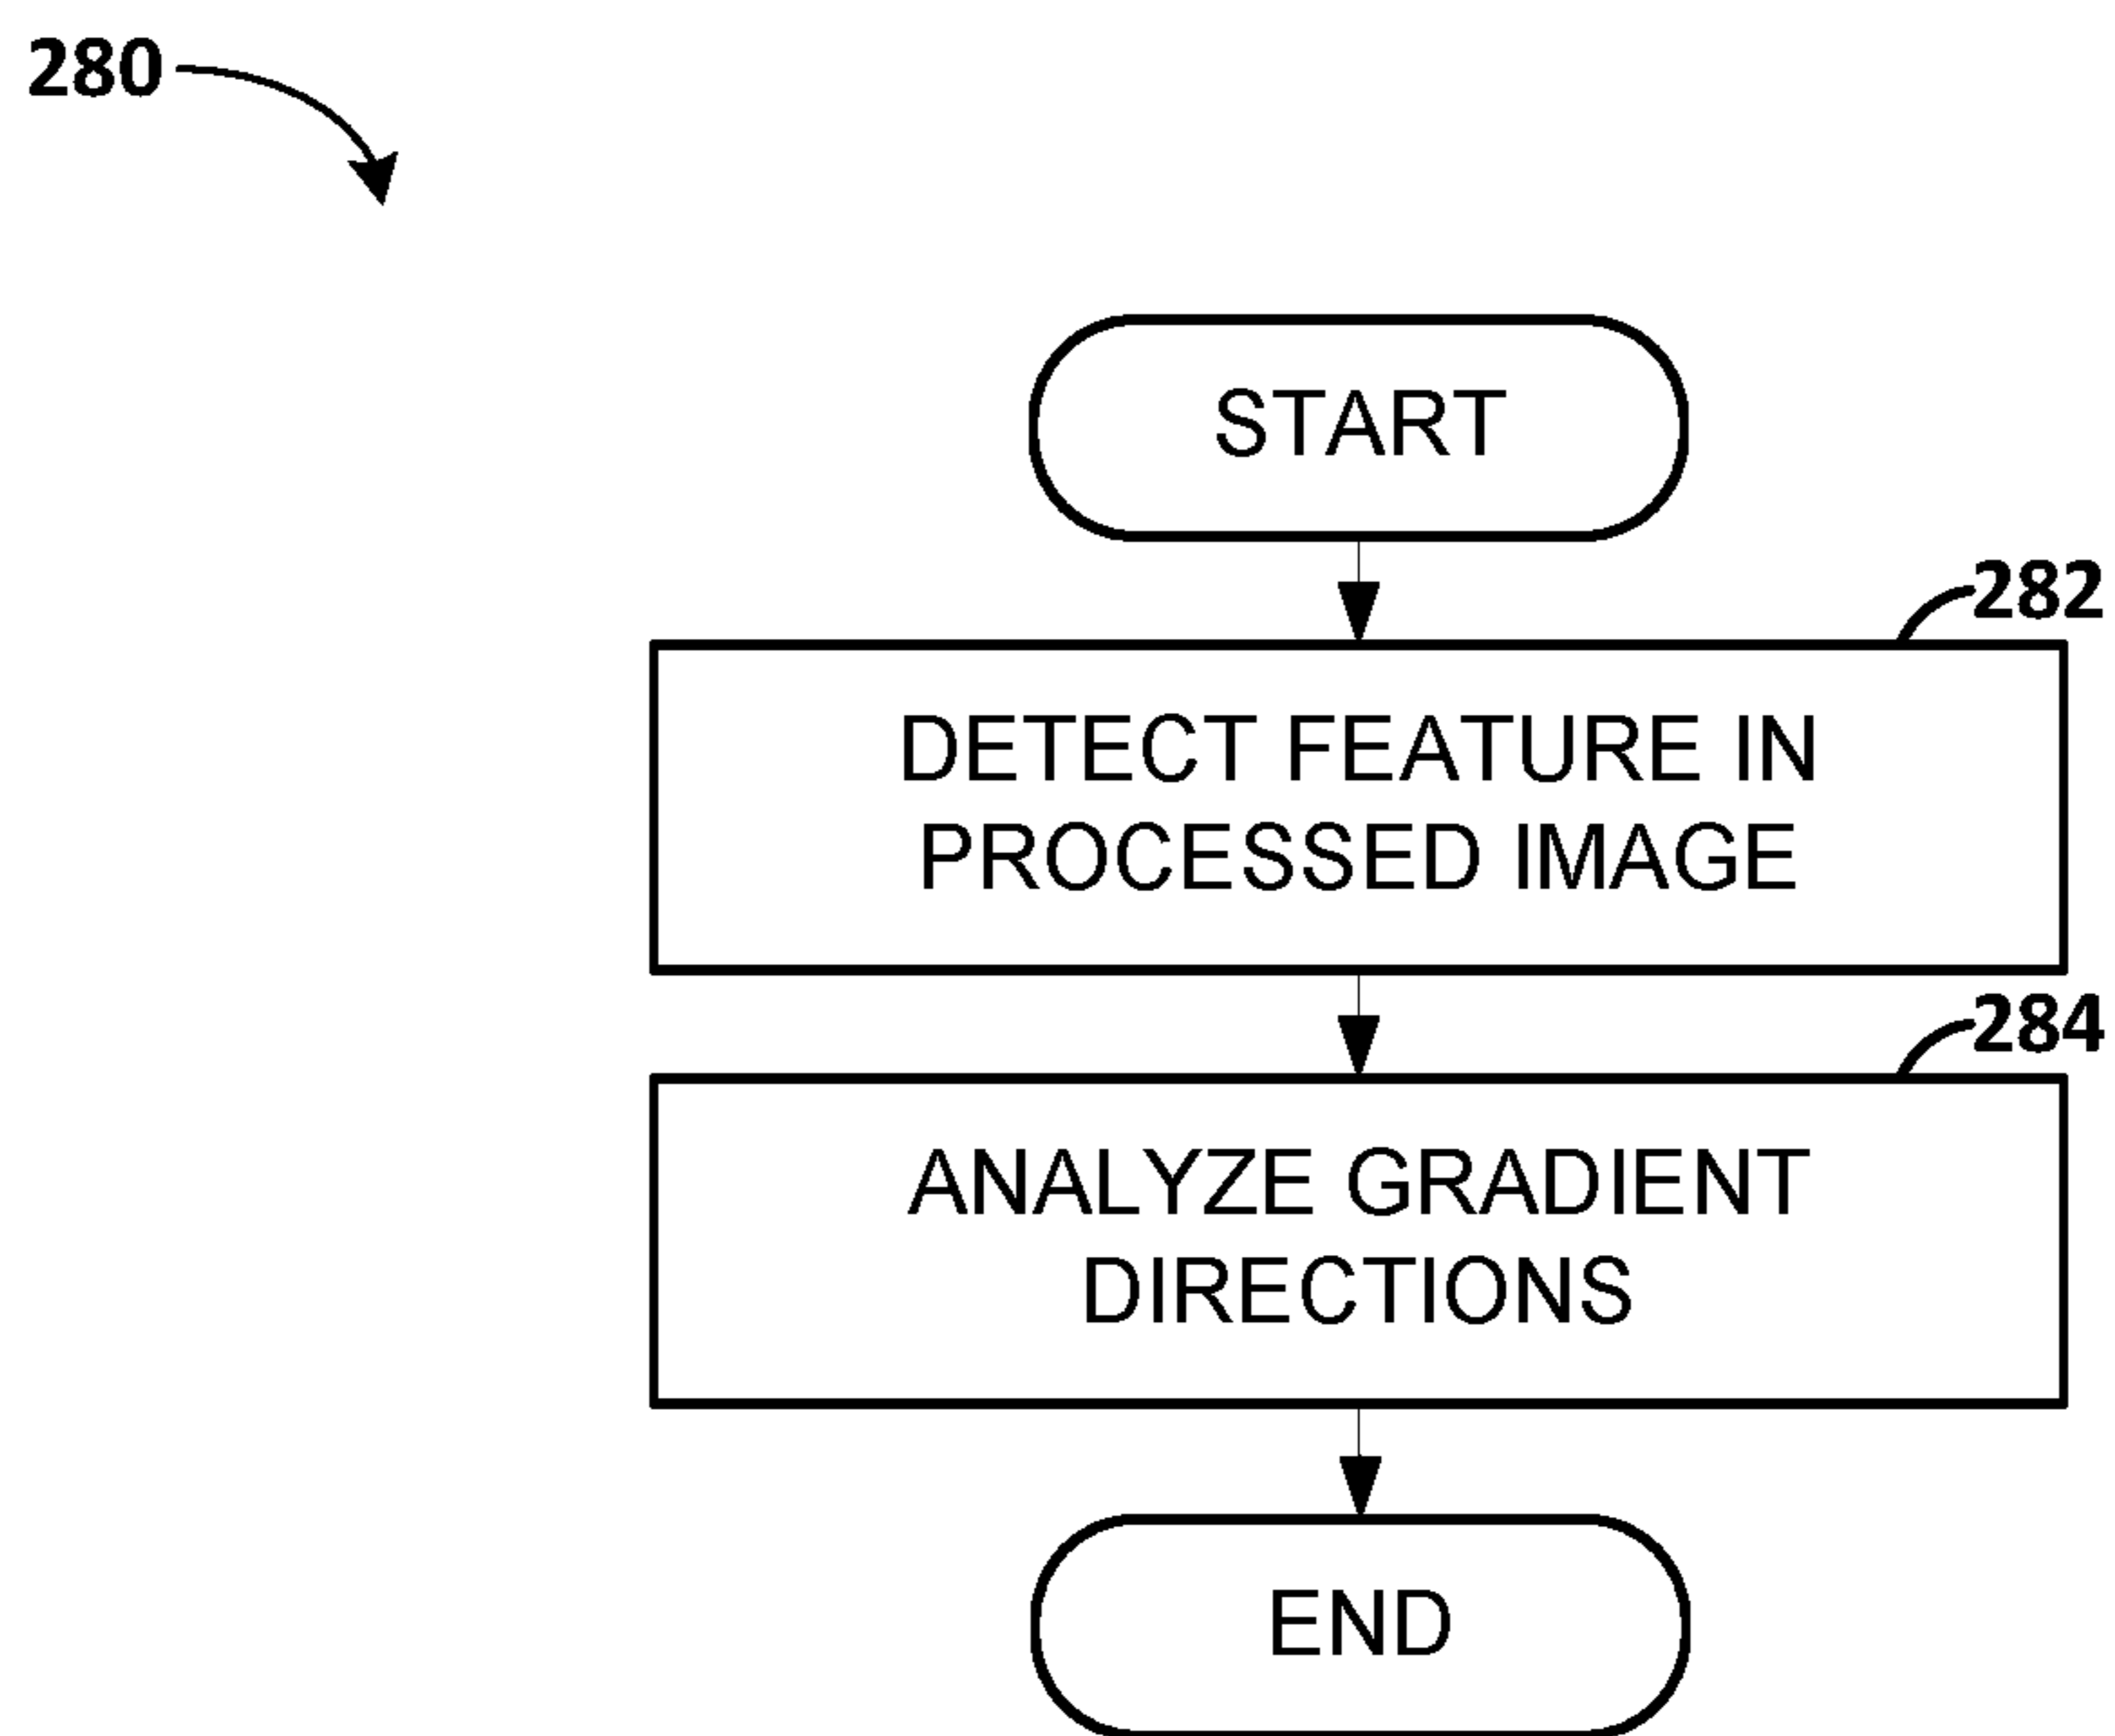 280
START
282
DETECT FEATURE IN
PROCESSED IMAGE
284
ANALYZE GRADIENT
DIRECTIONS
END